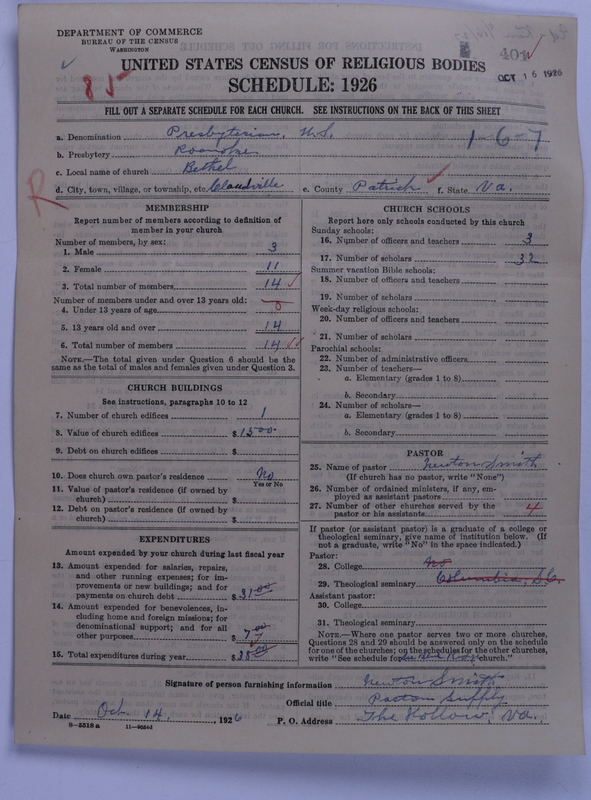 DEPARTMENT OF COMMERCE
BUREAU OF THE CENSUS
WASHINGTON
401
OCT 16 1926
85
UNITED STATES CENSUS OF RELIGIOUS BODIES
SCHEDULE: 1926
FILL OUT A SEPARATE SCHEDULE FOR EACH CHURCH. SEE INSTRUCTIONS ON THE BACK OF THIS SHEET
a. Denomination Presbyterian, U.S. 1-6-7
b. Presbytery Roanoke
c. Local name of church Bethel
d. City, town, village, or township, etc. Claudville e. County Patrick f. State Va.
R
MEMBERSHIP
Report number of members according to definition of
member in your church
Number of members, by sex:
1. Male 3
2. Female 11
3. Total number of members 14
Number of members under and over 13 years old:
4. Under 13 years of age 0
5. 13 years old and over 14
6. Total number of members 14
NOTE.—The total given under Question 6 should be the
same as the total of males and females given under Question 3.
CHURCH BUILDINGS
See instructions, paragraphs 10 to 12
7. Number of church edifices 1
8. Value of church edifices $1500.
9. Debt on church edifices $
10. Does church own pastor's residence No
Yes or No
11. Value of pastor's residence (if owned by
church) $
12. Debt on pastor's residence (if owned by
church) $
EXPENDITURES
Amount expended by your church during last fiscal year
13. Amount expended for salaries, repairs,
and other running expenses; for im-
provements or new buildings; and for
payments on church debt $31.00
14. Amount expended for benevolences, in-
cluding home and foreign missions; for
denominational support; and for all
other purposes $7.00
15. Total expenditures during year $38.00
CHURCH SCHOOLS
Report here only schools conducted by this church
Sunday schools:
16. Number of officers and teachers 3
17. Number of scholars 32
Summer vacation Bible schools:
18. Number of officers and teachers
19. Number of scholars
Week-day religious schools:
20. Number of officers and teachers
21. Number of scholars
Parochial schools:
22. Number of administrative officers
23. Number of teachers—
a. Elementary (grades 1 to 8)
b. Secondary
24. Number of scholars—
a. Elementary (grades 1 to 8)
b. Secondary
PASTOR
25. Name of pastor Newton Smith
(If church has no pastor, write "None")
26. Number of ordained ministers, if any, em-
ployed as assistant pastors
27. Number of other churches served by the
pastor or his assistants 4
If pastor (or assistant pastor) is a graduate of a college or
theological seminary, give name of institution below. (If
not a graduate, write "No" in the space indicated.)
Pastor:
28. College No
29. Theological seminary Columbia, S.C.
Assistant pastor:
30. College
31. Theological seminary
NOTE.—Where one pastor serves two or more churches,
Questions 28 and 29 should be answered only on the schedule
for one of the churches; on the schedules for the other churches,
write "See schedule for church."
Signature of person furnishing information Newton Smith
Official title Pastor Supply
Date Oct 14, 1926 P. O. Address The Hollow, Va.
8—5518a